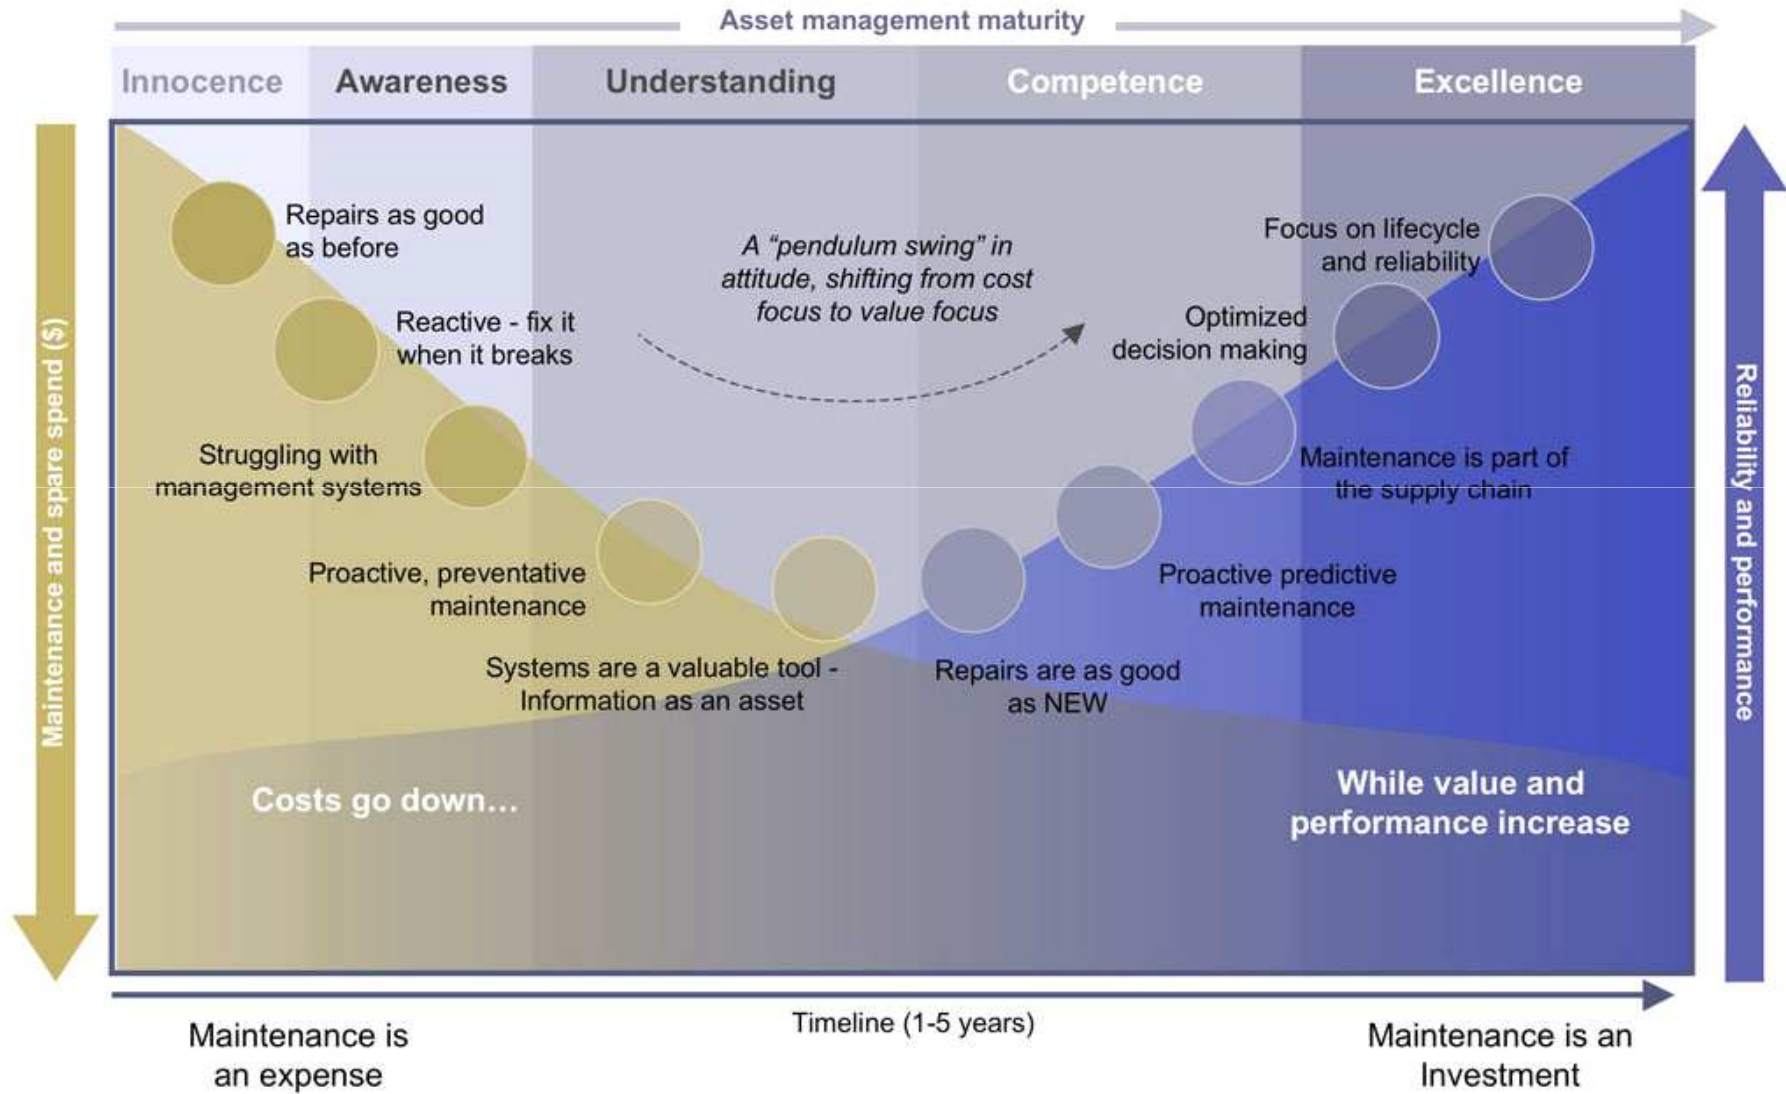 Asset management maturity
Innocence
Awareness
Understanding
Competence
Excellence
Maintenance and spare spend ($)
Repairs as good
as before
Reactive - fix it
when it breaks
Struggling with
management systems
Proactive, preventative
maintenance
Systems are a valuable tool -
Information as an asset
A “pendulum swing” in
attitude, shifting from cost
focus to value focus
Focus on lifecycle
and reliability
Optimized
decision making
Maintenance is part of
the supply chain
Proactive predictive
maintenance
Repairs are as good
as NEW
Reliability and performance
Costs go down…
While value and
performance increase
Timeline (1-5 years)
Maintenance is
an expense
Maintenance is an
Investment